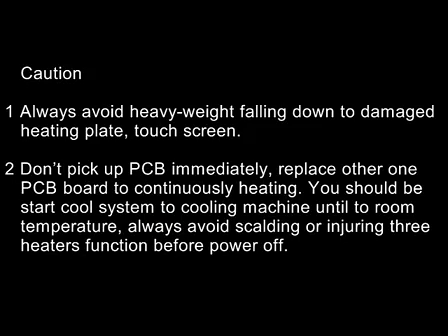 Caution
1 Always avoid heavy-weight falling down to damaged
heating plate, touch screen.
2 Don't pick up PCB immediately, replace other one
PCB board to continuously heating. You should be
start cool system to cooling machine until to room
temperature, always avoid scalding or injuring three
heaters function before power off.